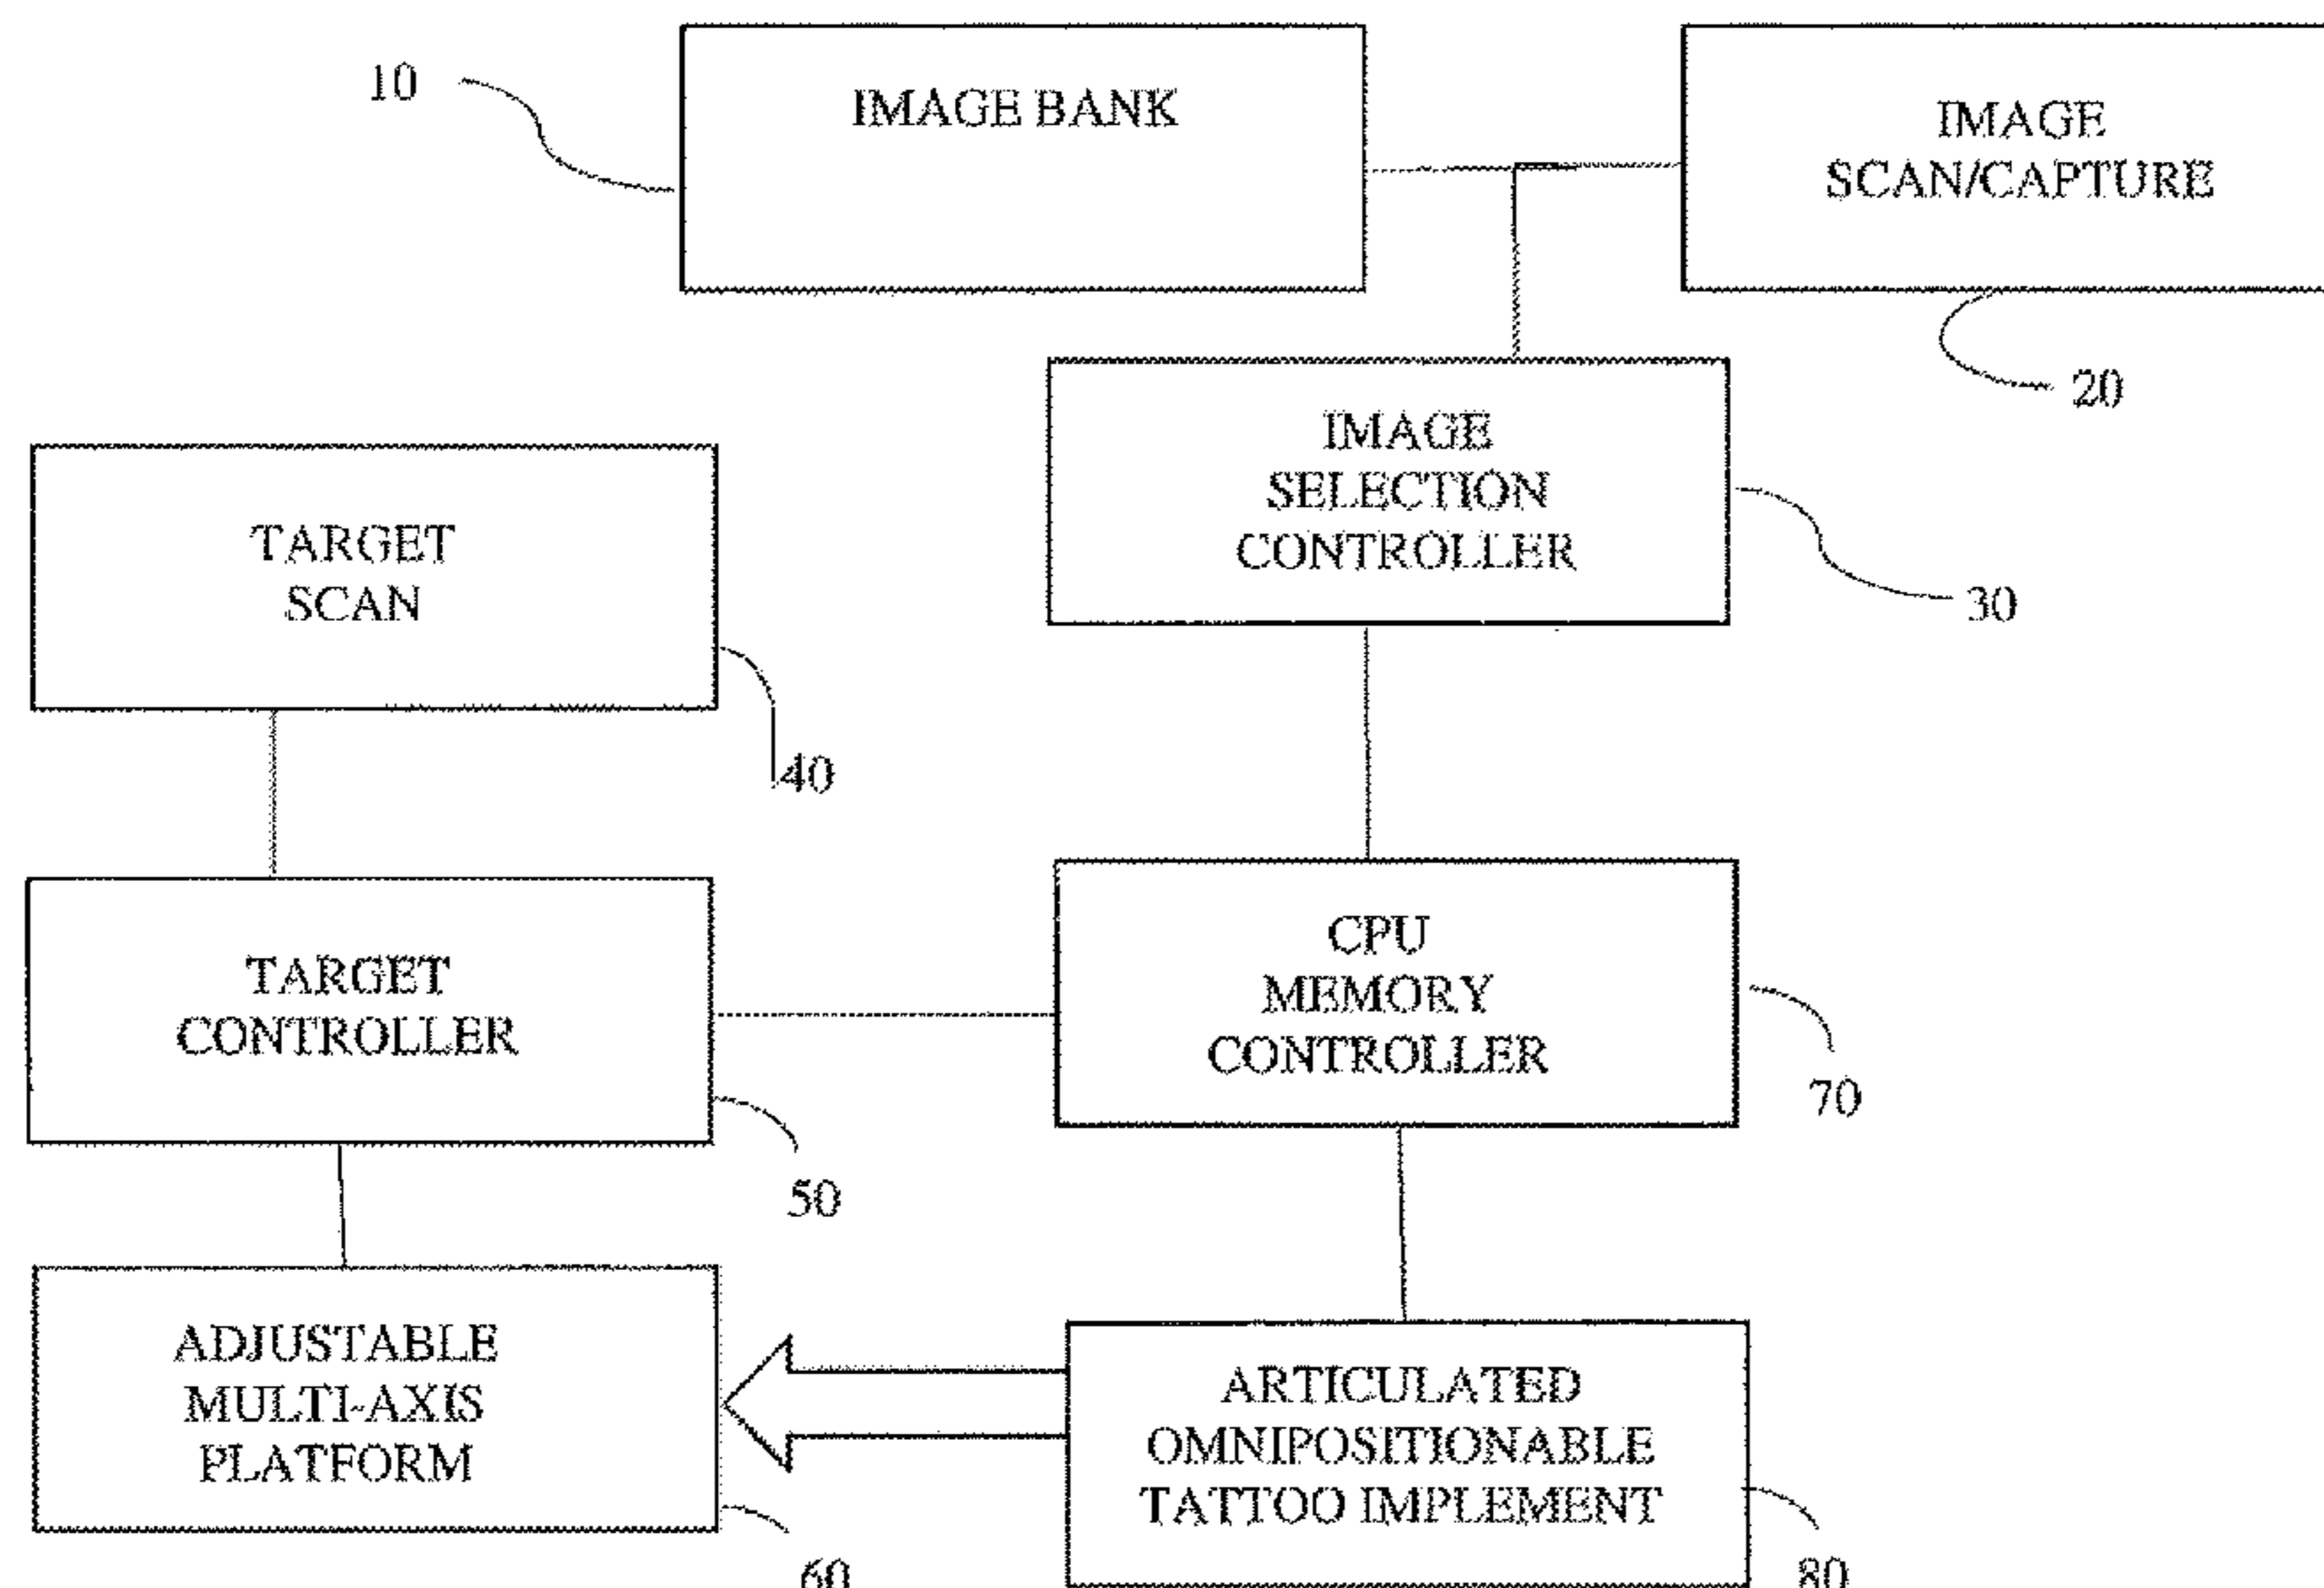 10
IMAGE BANK
IMAGE
SCAN/CAPTURE
20
IMAGE
SELECTION
CONTROLLER
30
TARGET
SCAN
40
TARGET
CONTROLLER
50
CPU
MEMORY
CONTROLLER
70
ADJUSTABLE
MULTI-AXIS
PLATFORM
60
ARTICULATED
OMNIPOSITIONABLE
TATTOO IMPLEMENT
80